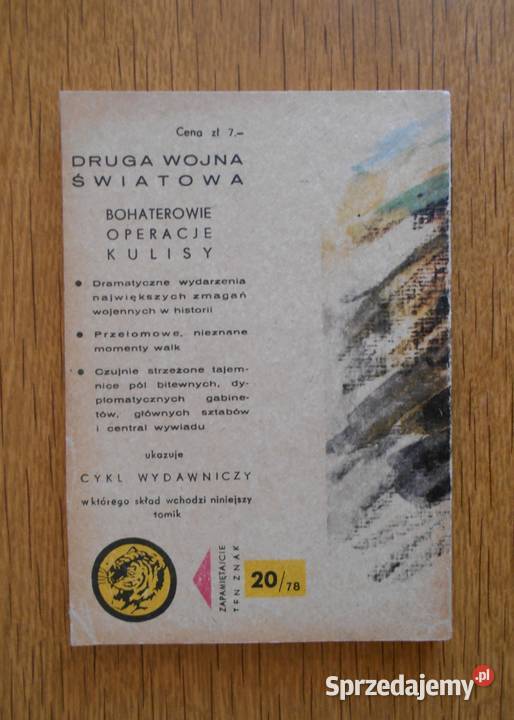 Cena zł 7.–
DRUGA WOJNA
ŚWIATOWA
BOHATEROWIE
OPERACJE
KULISY
Dramatyczne wydarzenia
największych zmagań
wojennych w historii
Przełomowe, nieznane
momenty walk
Czujnie strzeżone tajem-
nice pól bitewnych, dy-
plomatycznych gabine-
tów, głównych sztabów
i central wywiadu
ukazuje
CYKL WYDAWNICZY
w którego skład wchodzi niniejszy
tomik
ZAPAMIĘTAJCIE
TEN ZNAK
20/78
Sprzedajemy.pl